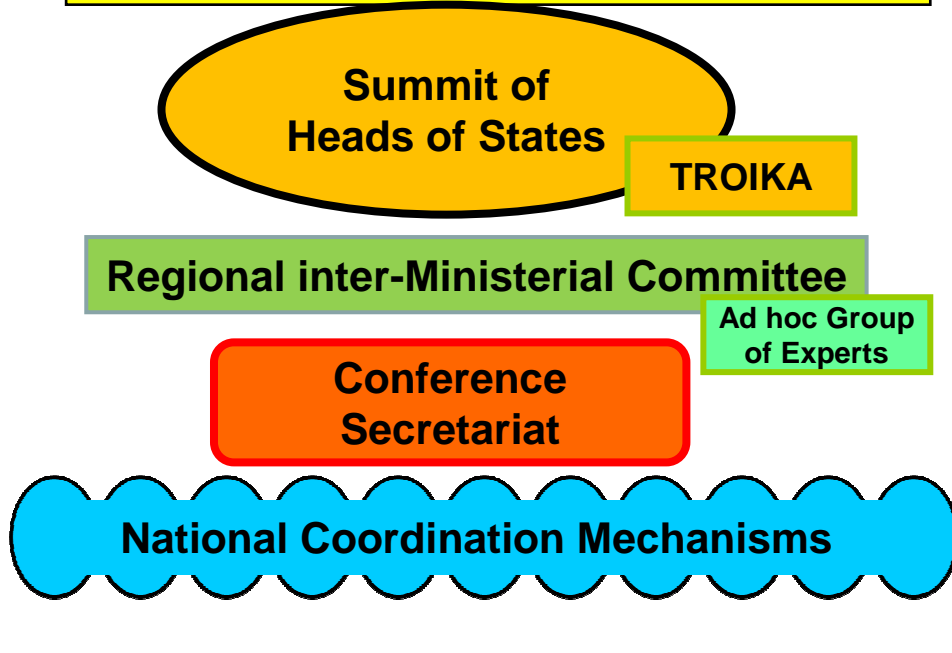 Summit of
Heads of States
TROIKA
Regional inter-Ministerial Committee
Ad hoc Group
of Experts
Conference
Secretariat
National Coordination Mechanisms